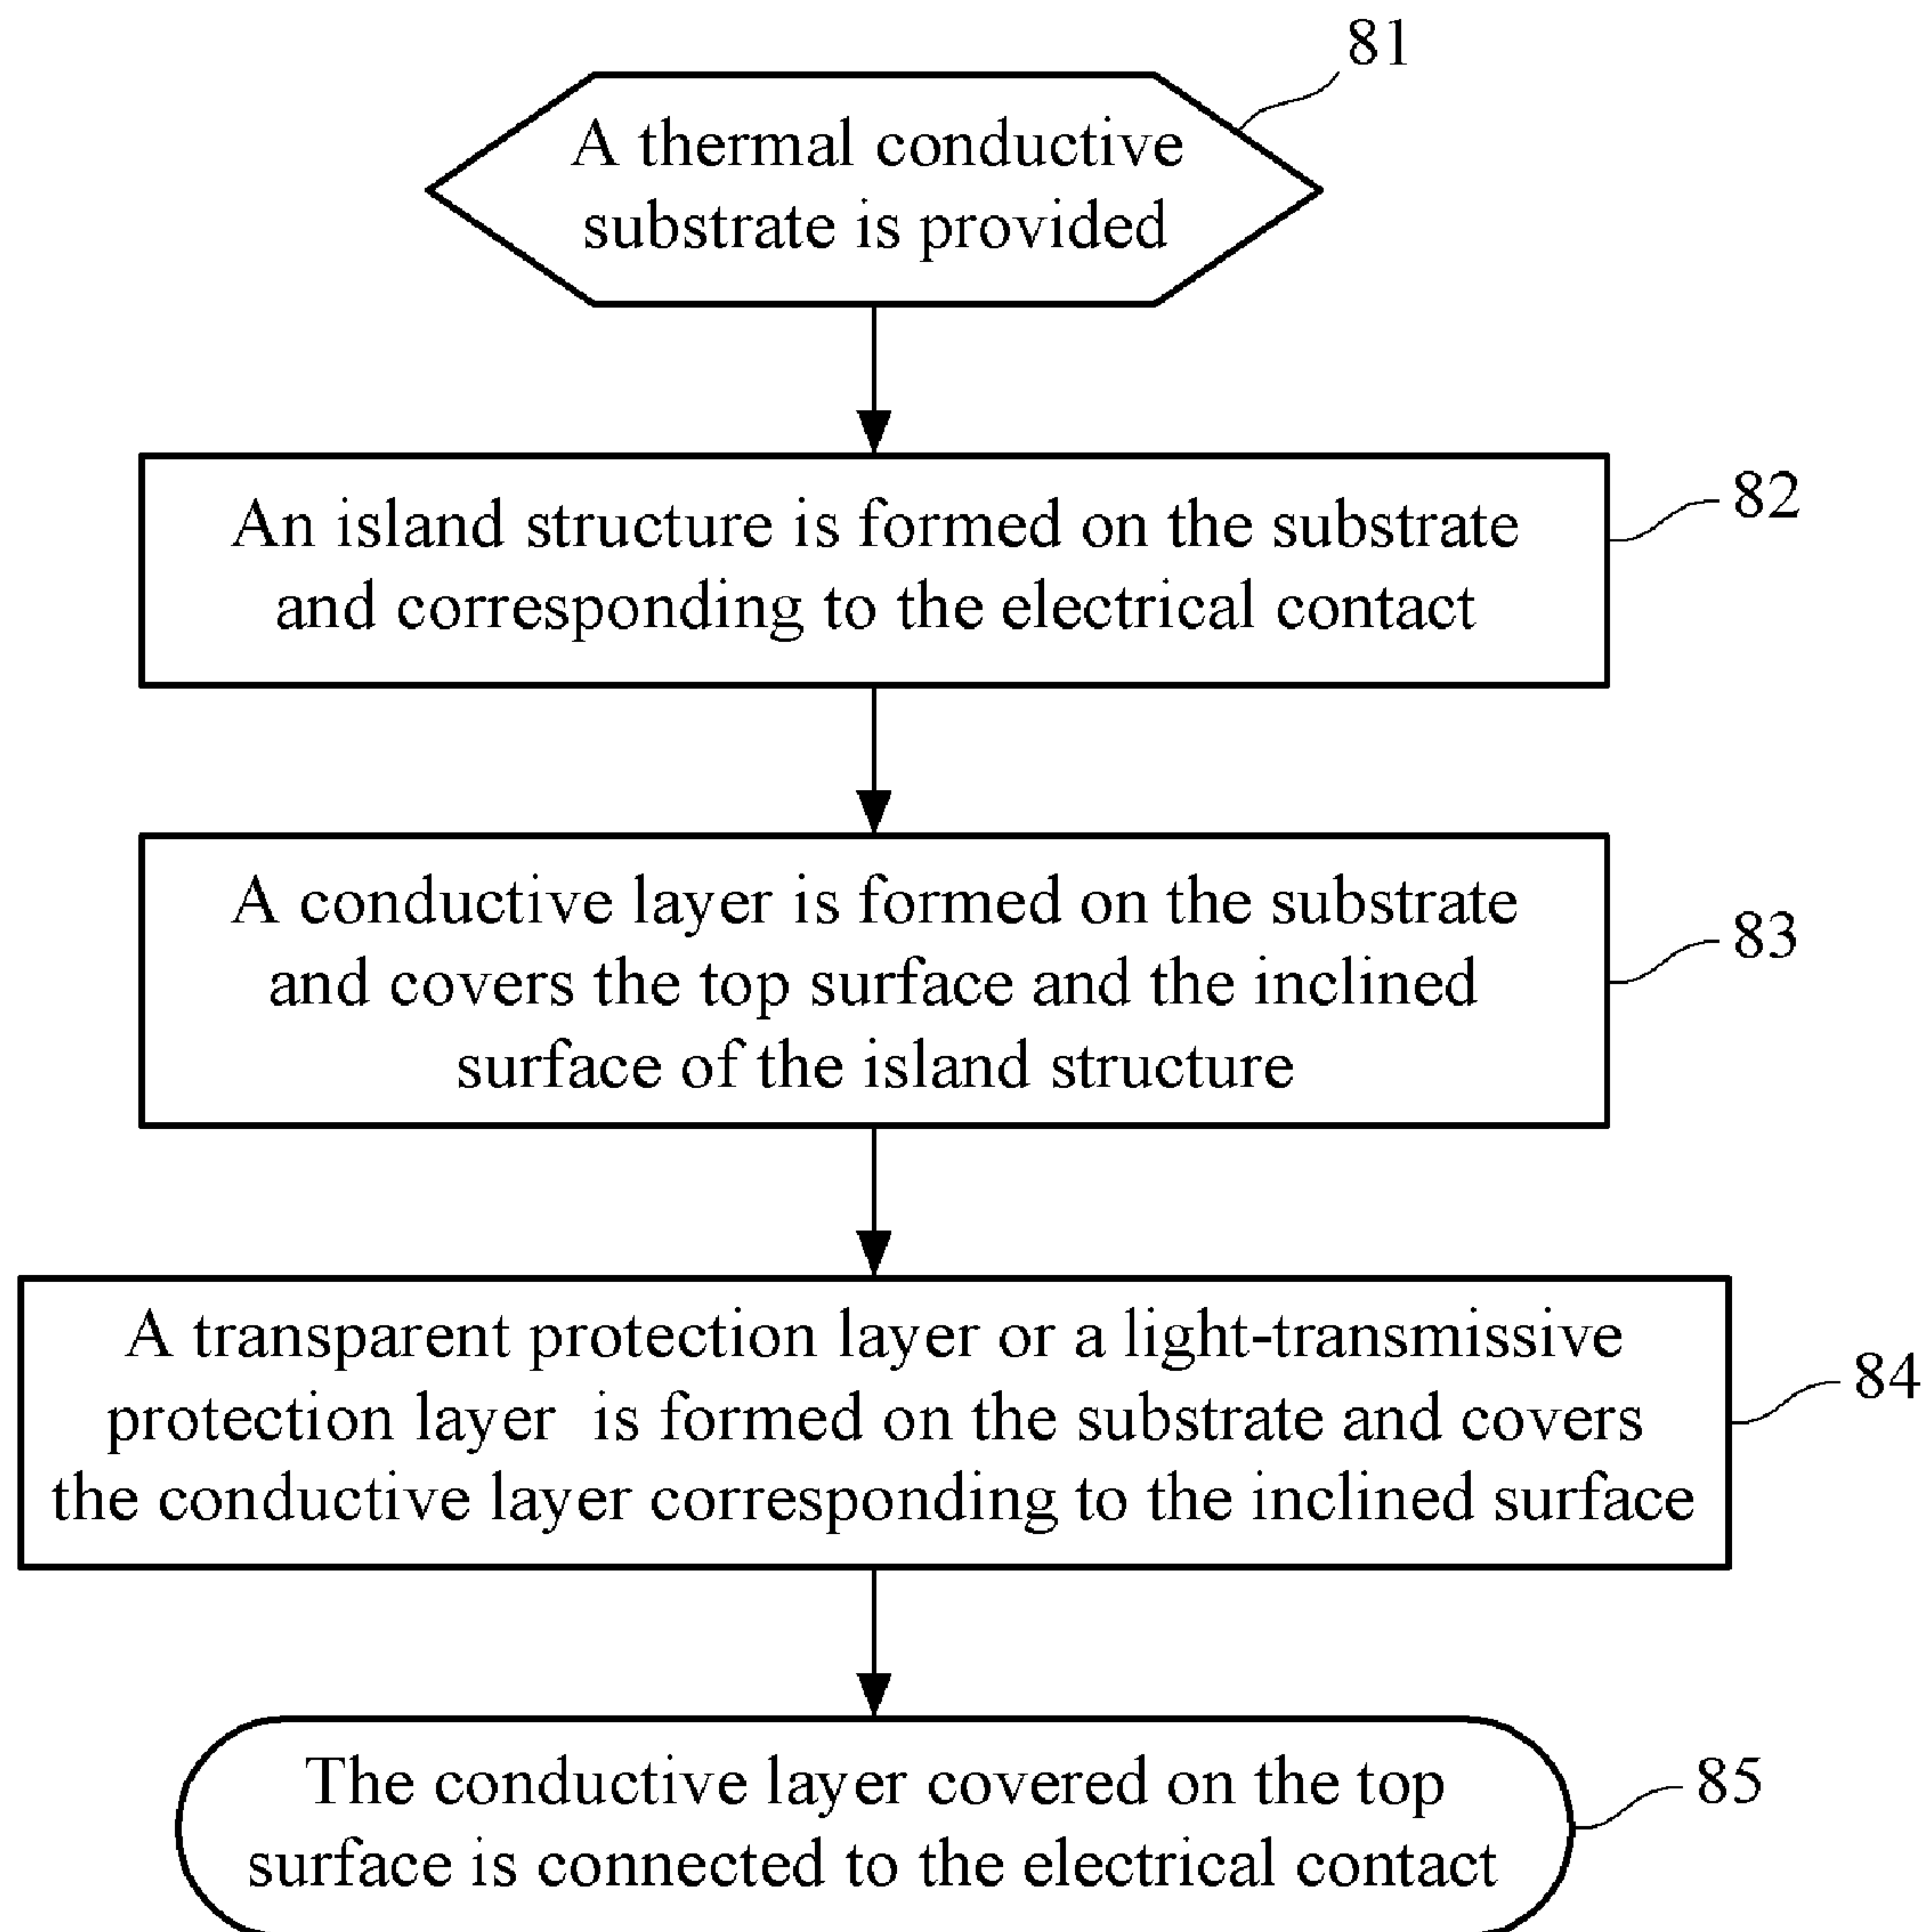 81
A thermal conductive
substrate is provided
82
An island structure is formed on the substrate
and corresponding to the electrical contact
83
A conductive layer is formed on the substrate
and covers the top surface and the inclined
surface of the island structure
84
A transparent protection layer or a light-transmissive
protection layer is formed on the substrate and covers
the conductive layer corresponding to the inclined surface
85
The conductive layer covered on the top
surface is connected to the electrical contact